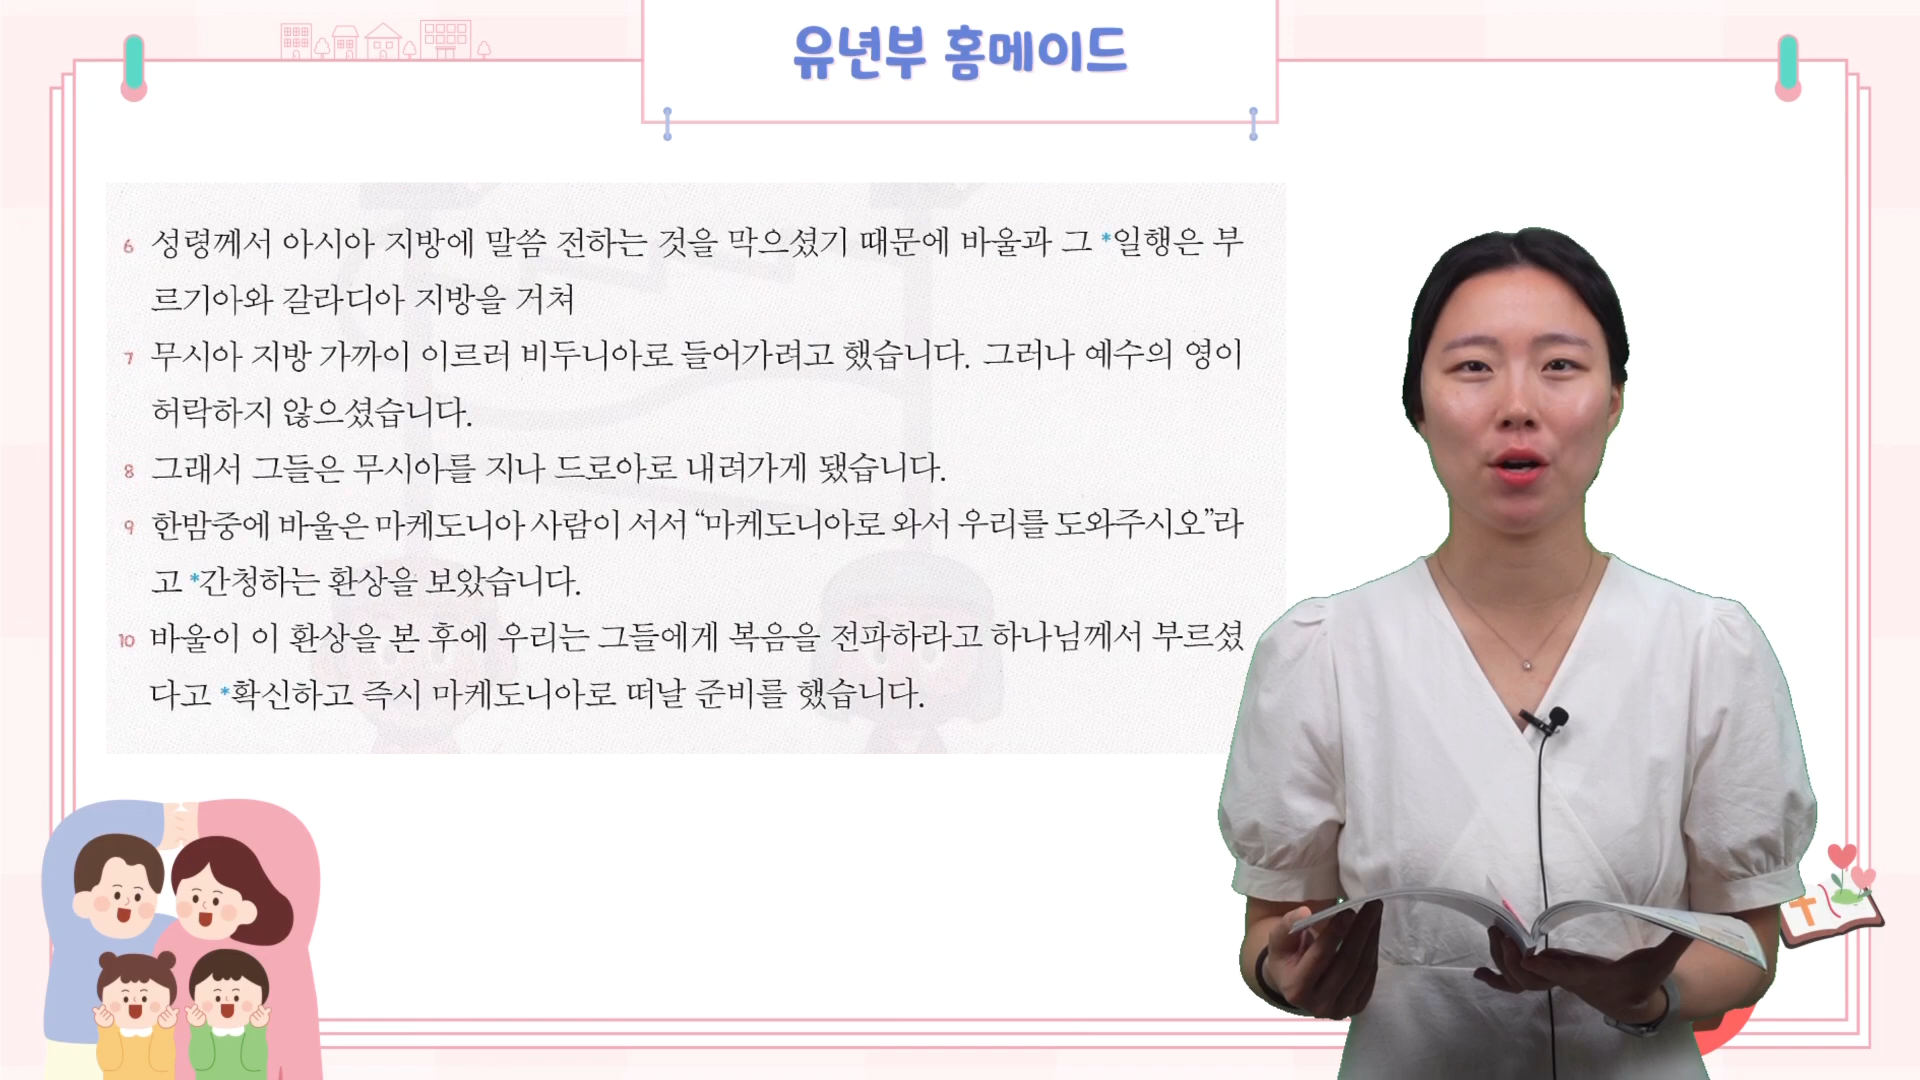 유년부 홈메이드
6 성령께서 아시아 지방에 말씀 전하는 것을 막으셨기 때문에 바울과 그 *일행은 부
르기아와 갈라디아 지방을 거쳐
7 무시아 지방 가까이 이르러 비두니아로 들어가려고 했습니다. 그러나 예수의 영이
허락하지 않으셨습니다.
8 그래서 그들은 무시아를 지나 드로아로 내려가게 됐습니다.
9 한밤중에 바울은 마케도니아 사람이 서서 “마케도니아로 와서 우리를 도와주시오”라
고 *간청하는 환상을 보았습니다.
10 바울이 이 환상을 본 후에 우리는 그들에게 복음을 전파하라고 하나님께서 부르셨
다고 *확신하고 즉시 마케도니아로 떠날 준비를 했습니다.